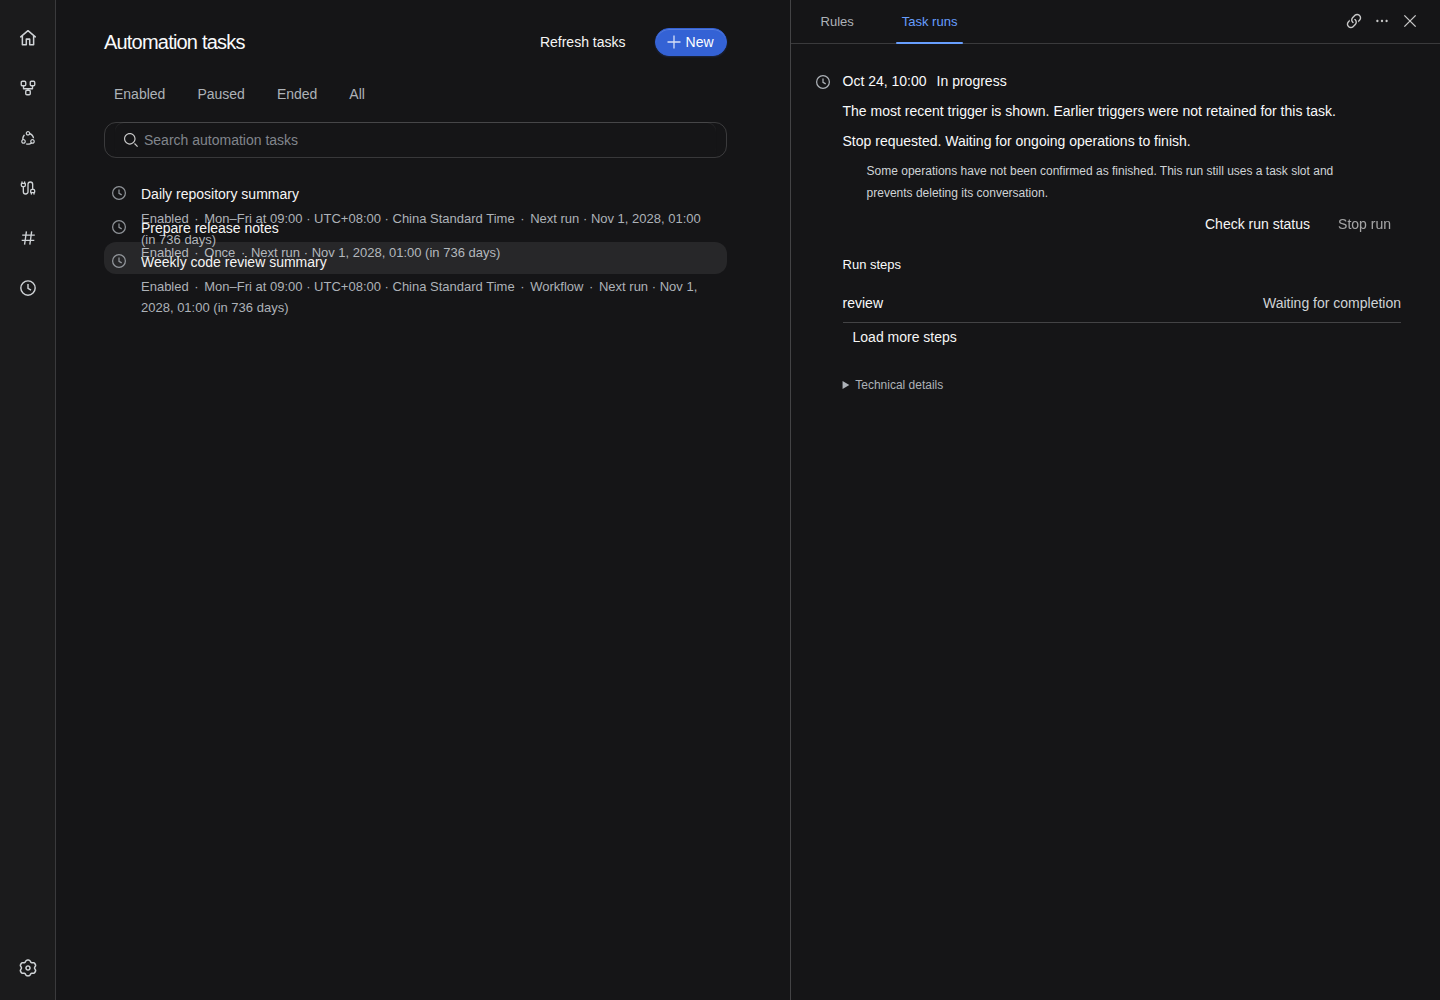 Automation tasks
Refresh tasks
New
Enabled
Paused
Ended
All
Search automation tasks
Daily repository summary
Enabled · Mon–Fri at 09:00 · UTC+08:00 · China Standard Time · Next run · Nov 1, 2028, 01:00
(in 736 days)
Prepare release notes
Enabled · Once · Next run · Nov 1, 2028, 01:00 (in 736 days)
Weekly code review summary
Enabled · Mon–Fri at 09:00 · UTC+08:00 · China Standard Time · Workflow · Next run · Nov 1,
2028, 01:00 (in 736 days)
Rules
Task runs
Oct 24, 10:00 In progress
The most recent trigger is shown. Earlier triggers were not retained for this task.
Stop requested. Waiting for ongoing operations to finish.
Some operations have not been confirmed as finished. This run still uses a task slot and
prevents deleting its conversation.
Check run status
Stop run
Run steps
review
Waiting for completion
Load more steps
Technical details